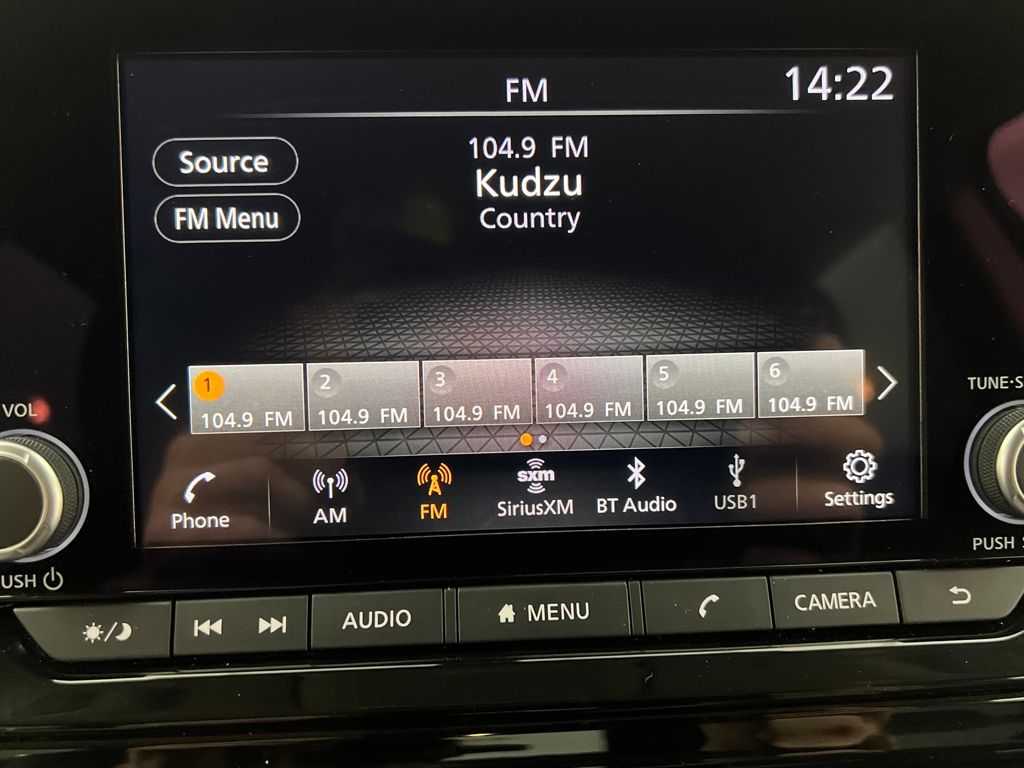 FM
14:22
Source
104.9 FM
Kudzu
FM Menu
Country
1 2 3 4 5 6
104.9 FM 104.9 FM 104.9 FM 104.9 FM 104.9 FM 104.9 FM
VOL
TUNE·S
sxm
Phone AM FM SiriusXM BT Audio USB1 Settings
USH
PUSH
AUDIO MENU CAMERA